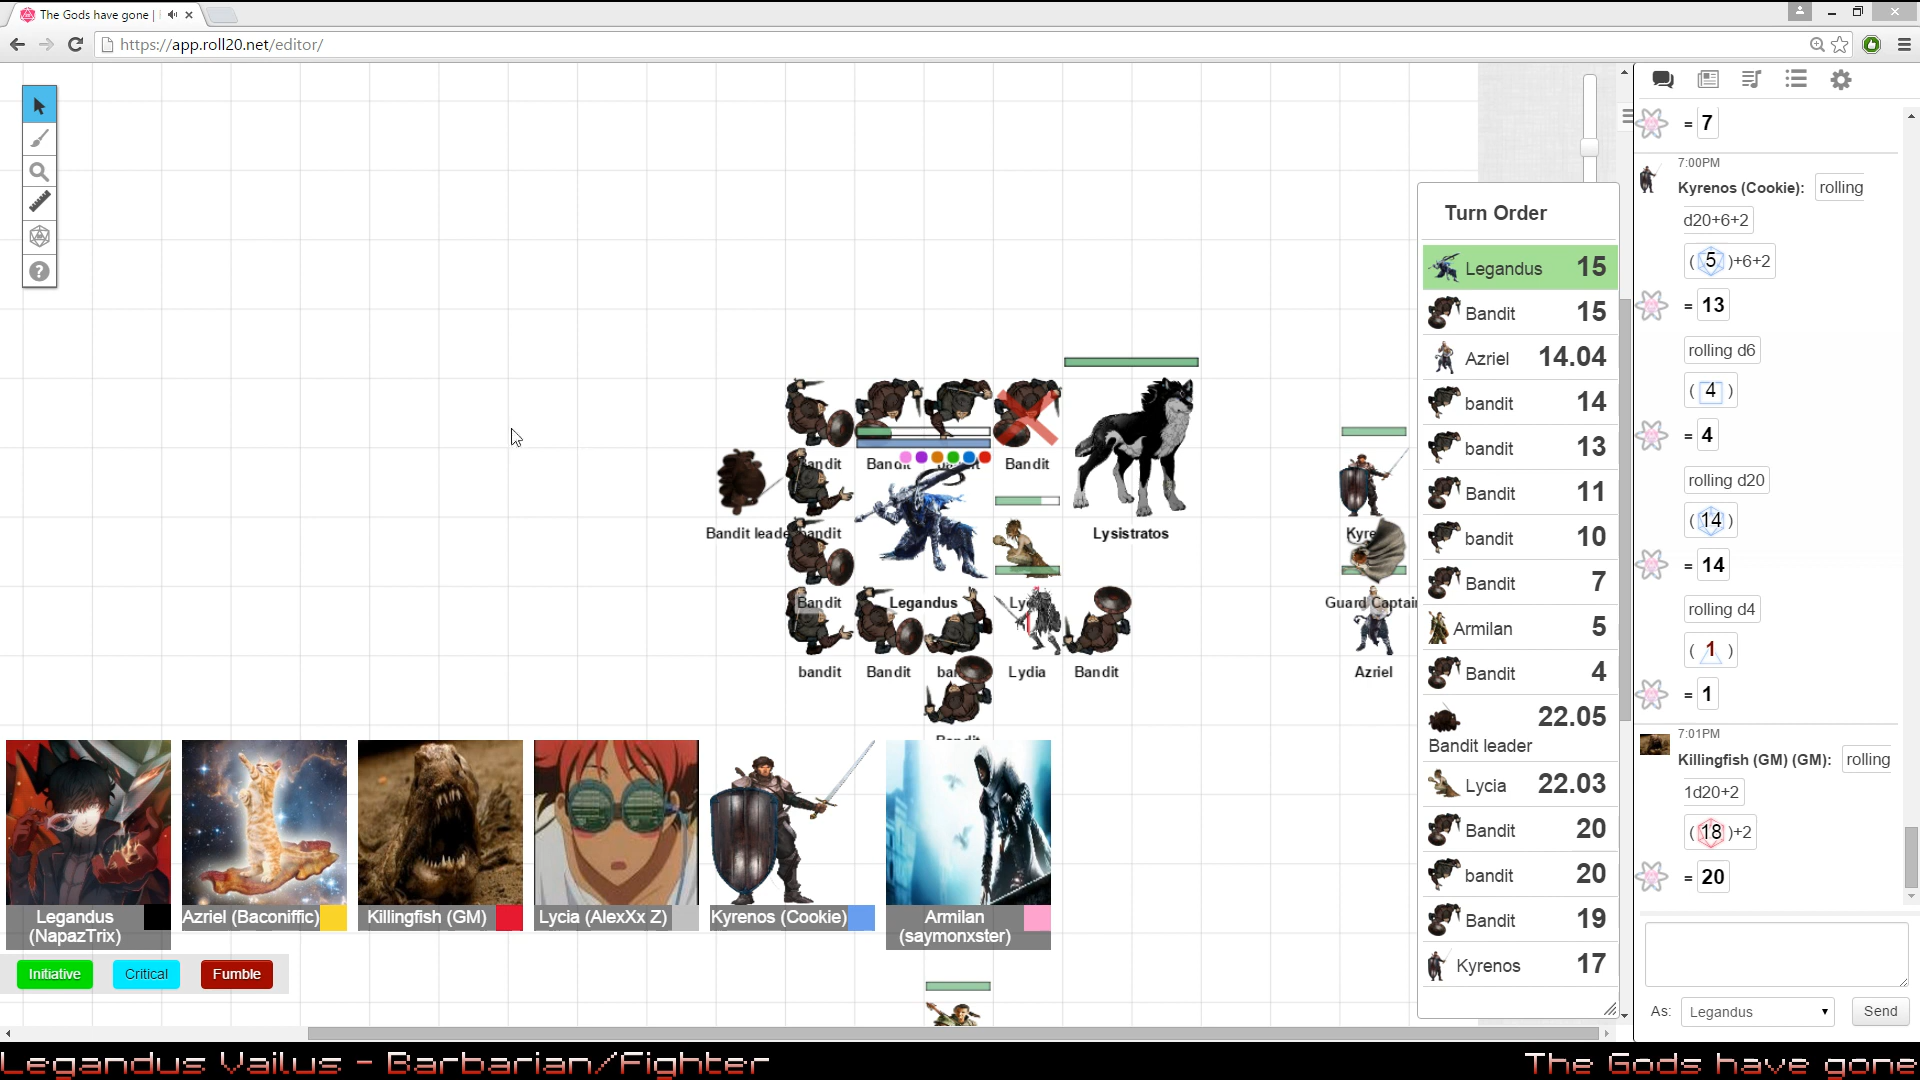 The Gods have gone |
https://app.roll20.net/editor/
Turn Order
Legandus 15
Bandit 15
Azriel 14.04
bandit 14
bandit 13
Bandit 11
bandit 10
Bandit 7
Armilan 5
Bandit 4
22.05
Bandit leader
Lycia 22.03
Bandit 20
bandit 20
Bandit 19
Kyrenos 17
Bandit
Lysistratos
Bandit
Legandus
Guard Captain
bandit
Bandit
Lydia
Bandit
Azriel
= 7
7:00PM
Kyrenos (Cookie): rolling
d20+6+2
(5)+6+2
= 13
rolling d6
(4)
= 4
rolling d20
(14)
= 14
rolling d4
(1)
= 1
7:01PM
Killingfish (GM) (GM): rolling
1d20+2
(18)+2
= 20
As: Legandus
Send
Legandus
(NapazTrix)
Azriel (Baconiffic)
Killingfish (GM)
Lycia (AlexXx Z)
Kyrenos (Cookie)
Armilan
(saymonxster)
Initiative
Critical
Fumble
Legandus Vailus - Barbarian/Fighter
The Gods have gone